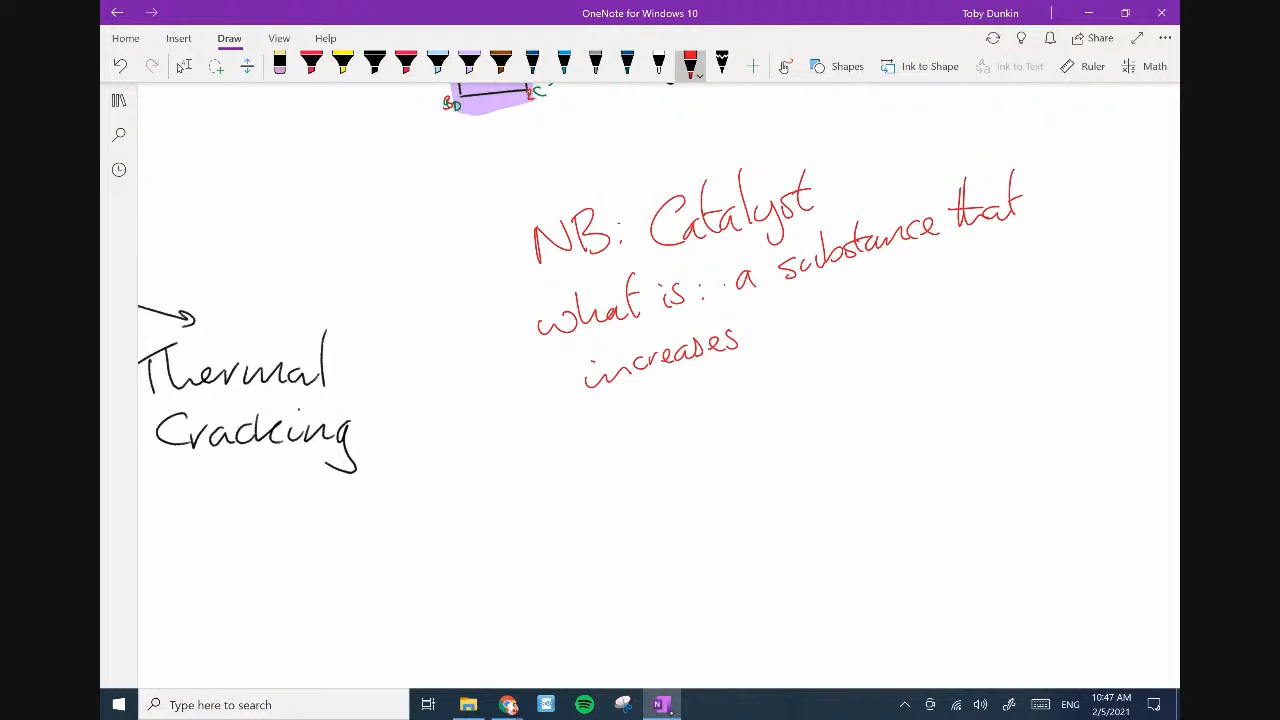 OneNote for Windows 10
Toby Dunkin
Home Insert Draw View Help
Share
Shapes
Ink to Shape
Ink to Text
Ruler
Math
NB: Catalyst
what is: a substance that
increases
Thermal
Cracking
Type here to search
ENG
10:47 AM
2/5/2021